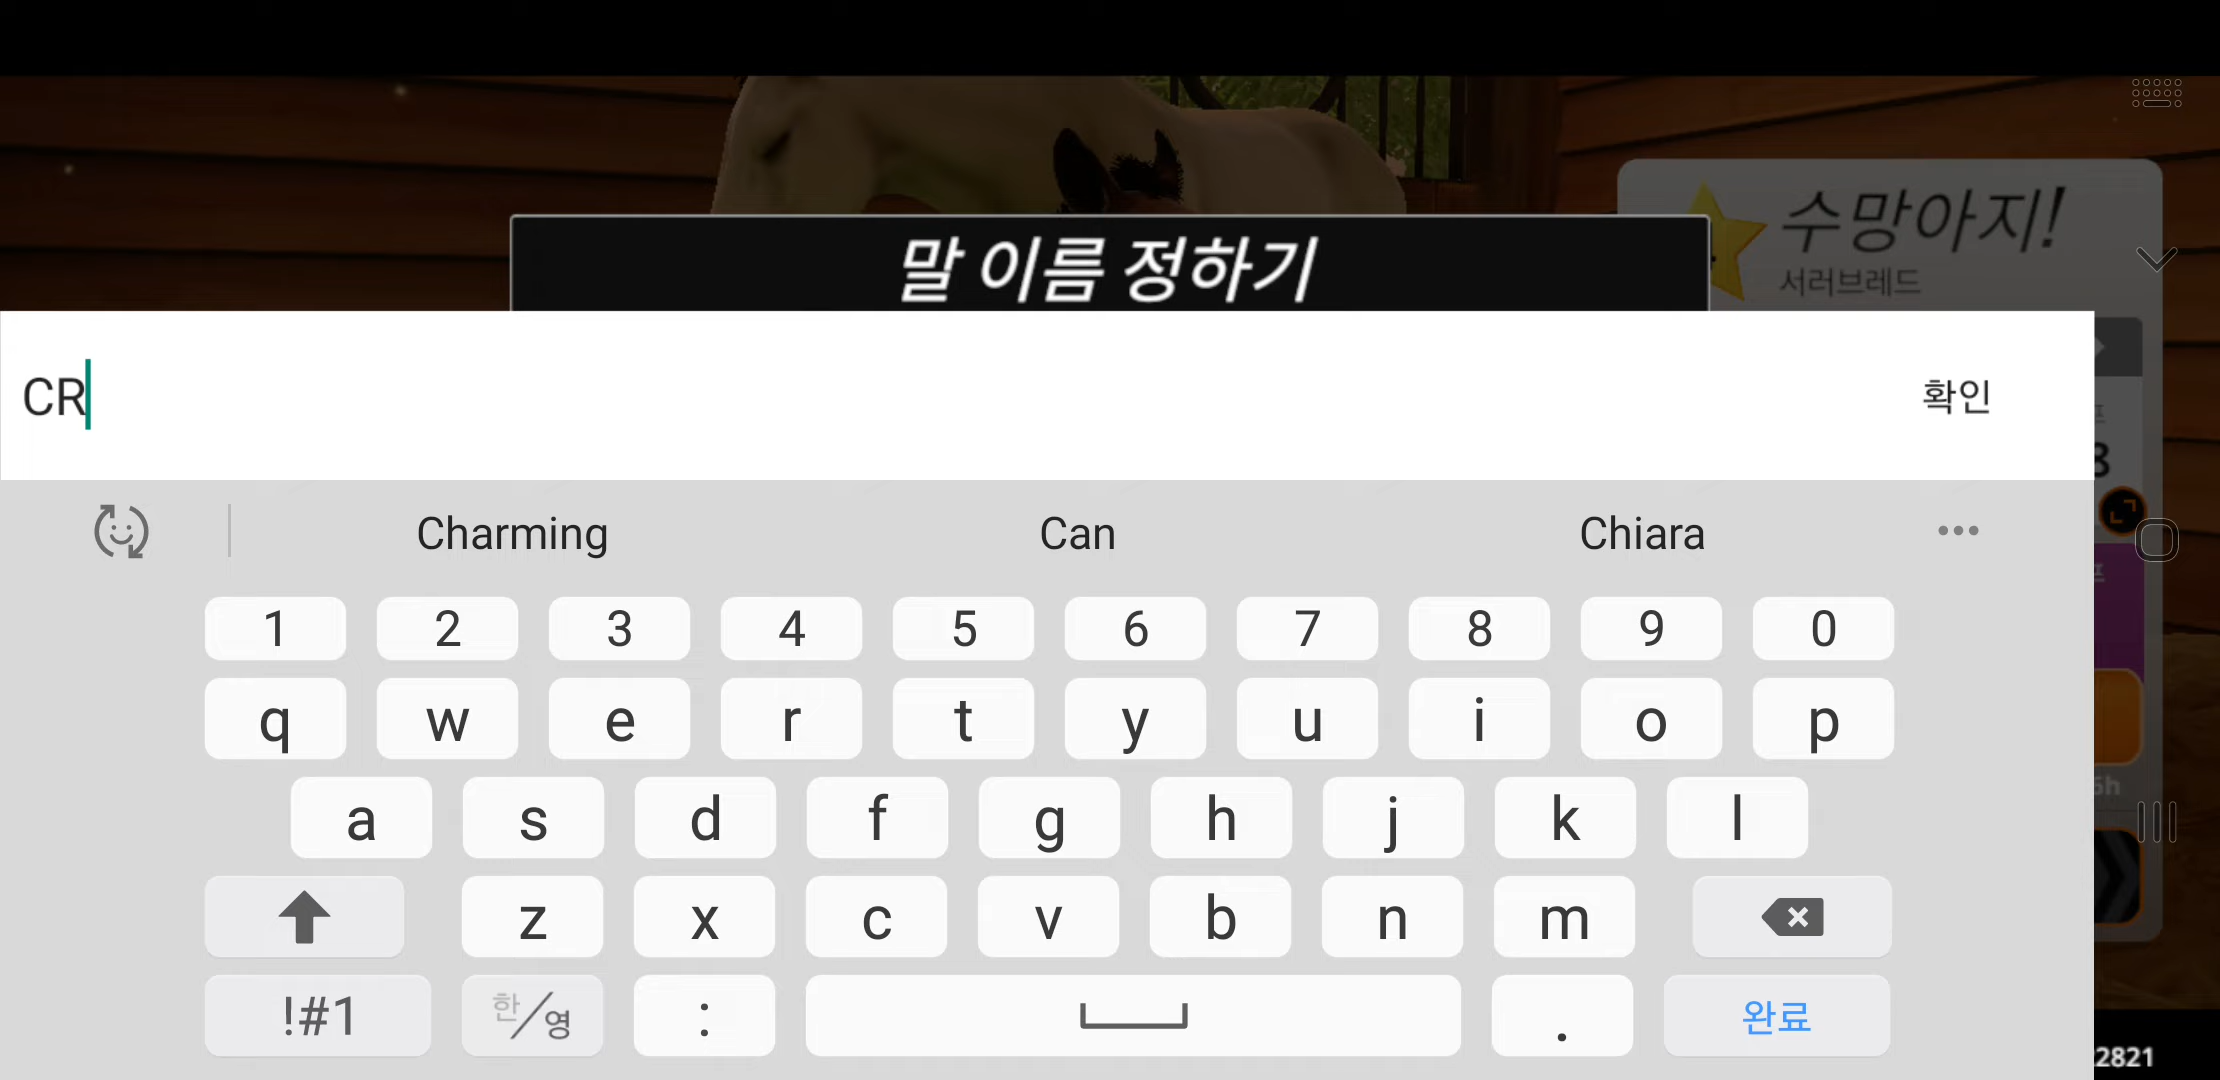 수망아지!
서러브레드
말 이름 정하기
CR
확인
8
Charming Can Chiara
1 2 3 4 5 6 7 8 9 0
q w e r t y u i o p
a s d f g h j k l
z x c v b n m
!#1 한/영 : . 완료
2821